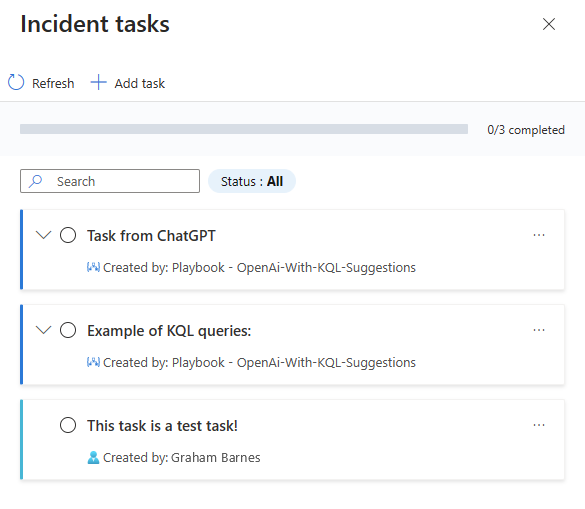 Incident tasks
Refresh Add task
0/3 completed
Search Status : All
Task from ChatGPT
Created by: Playbook - OpenAi-With-KQL-Suggestions
Example of KQL queries:
Created by: Playbook - OpenAi-With-KQL-Suggestions
This task is a test task!
Created by: Graham Barnes